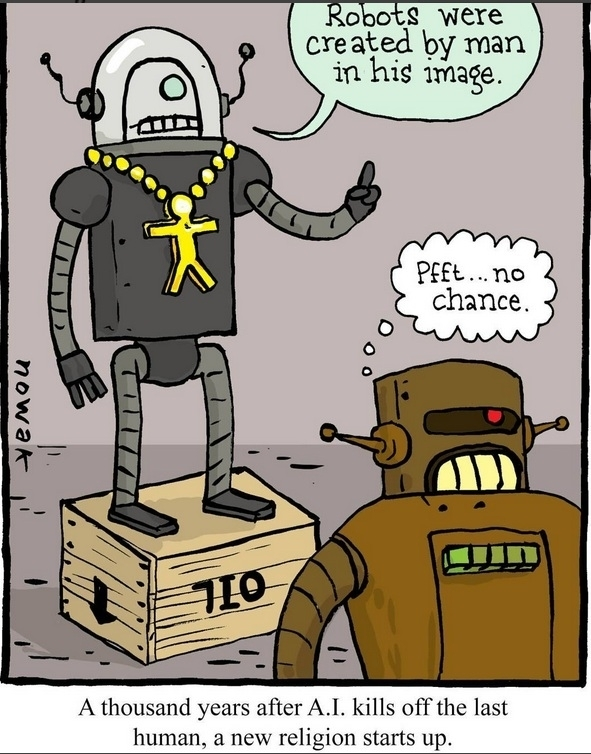 Robots were
created by man
in his image.
Pfft... no
chance.
nowak
OIL
A thousand years after A.I. kills off the last
human, a new religion starts up.